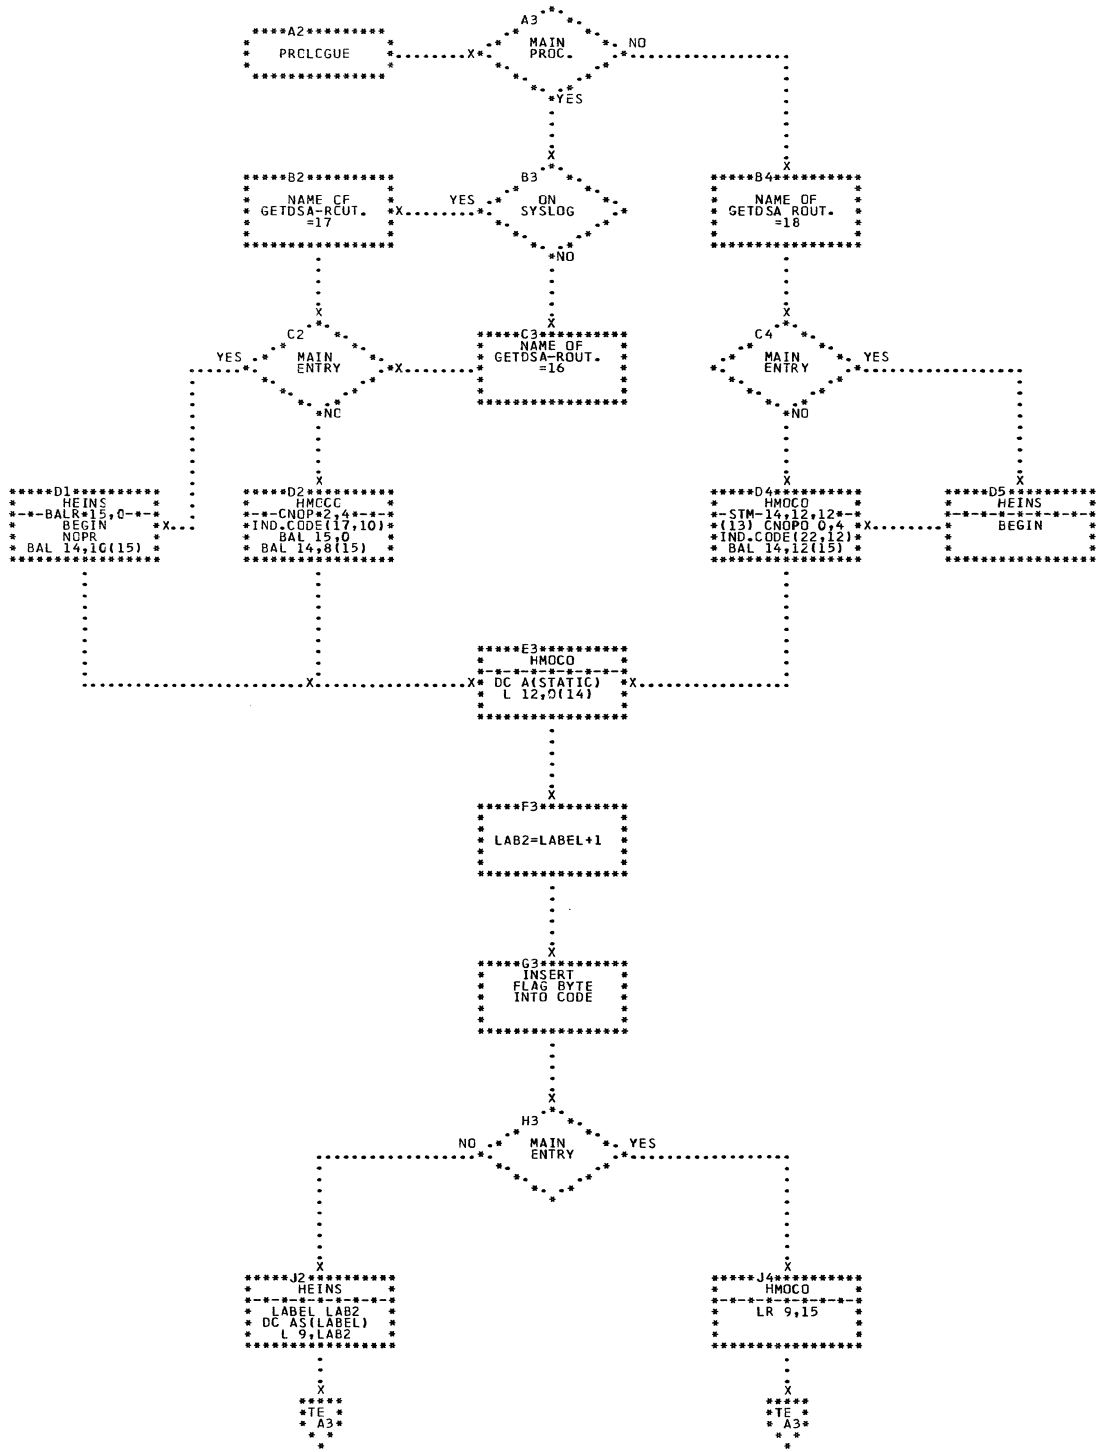 A3
A2
MAIN
PROC.
NO
PRCLCGUE
YES
B2
B3
B4
NAME CF
GETDSA-RCUT.
=17
YES
ON
SYSLOG
NAME OF
GETDSA ROUT.
=18
NO
C2
C3
C4
YES
MAIN
ENTRY
NAME OF
GETDSA-ROUT.
=16
MAIN
ENTRY
YES
NC
NO
D1
HEINS
BALR 15,0
BEGIN
NOPR
BAL 14,10(15)
D2
HMOCC
CNOP 2,4
IND.CODE(17,10)
BAL 15,0
BAL 14,8(15)
D4
HMOCO
STM 14,12,12
(13) CNOPO 0,4
IND.CODE(22,12)
BAL 14,12(15)
D5
HEINS
BEGIN
E3
HMOCO
DC A(STATIC)
L 12,0(14)
F3
LAB2=LABEL+1
G3
INSERT
FLAG BYTE
INTO CODE
H3
NO
MAIN
ENTRY
YES
J2
HEINS
LABEL LAB2
DC AS(LABEL)
L 9,LAB2
J4
HMOCO
LR 9,15
TE
A3
TE
A3